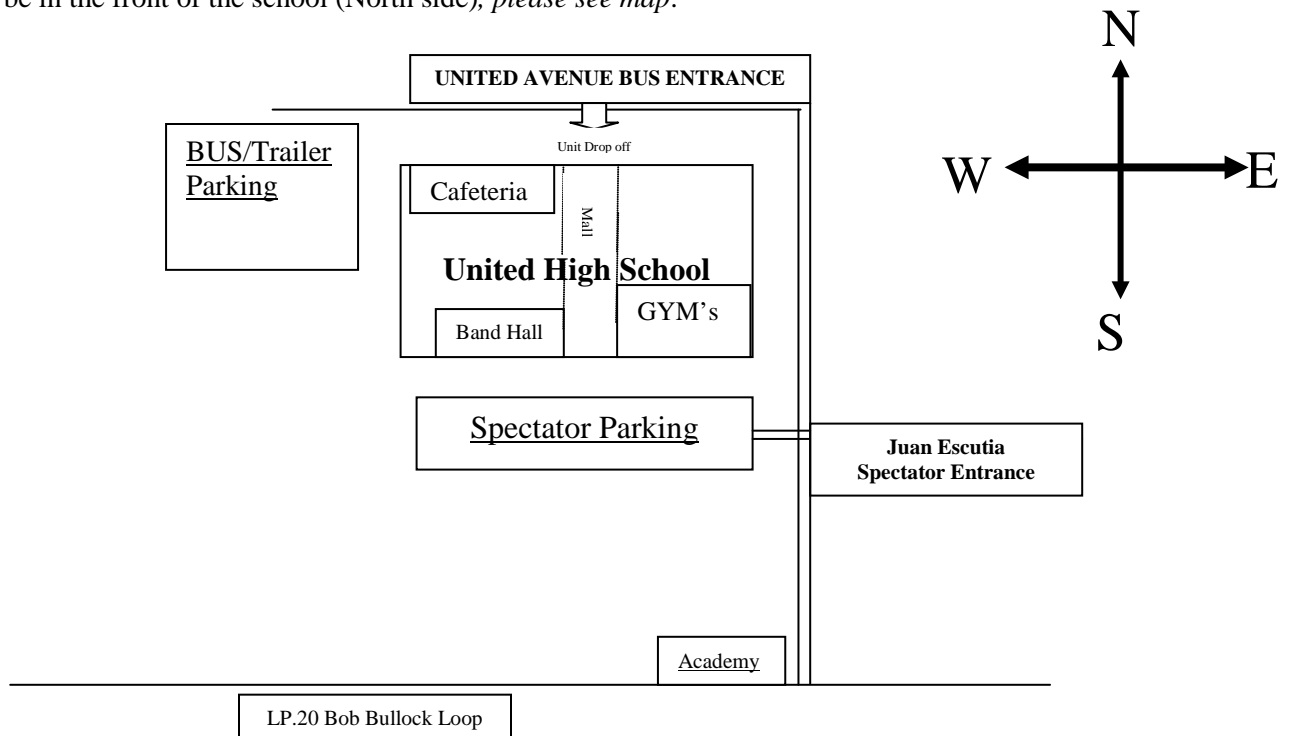 be in the front of the school (North side), please see map.
N
UNITED AVENUE BUS ENTRANCE
BUS/Trailer
Parking
Unit Drop off
W
E
Cafeteria
Mall
United High School
GYM's
Band Hall
S
Spectator Parking
Juan Escutia
Spectator Entrance
Academy
LP.20 Bob Bullock Loop